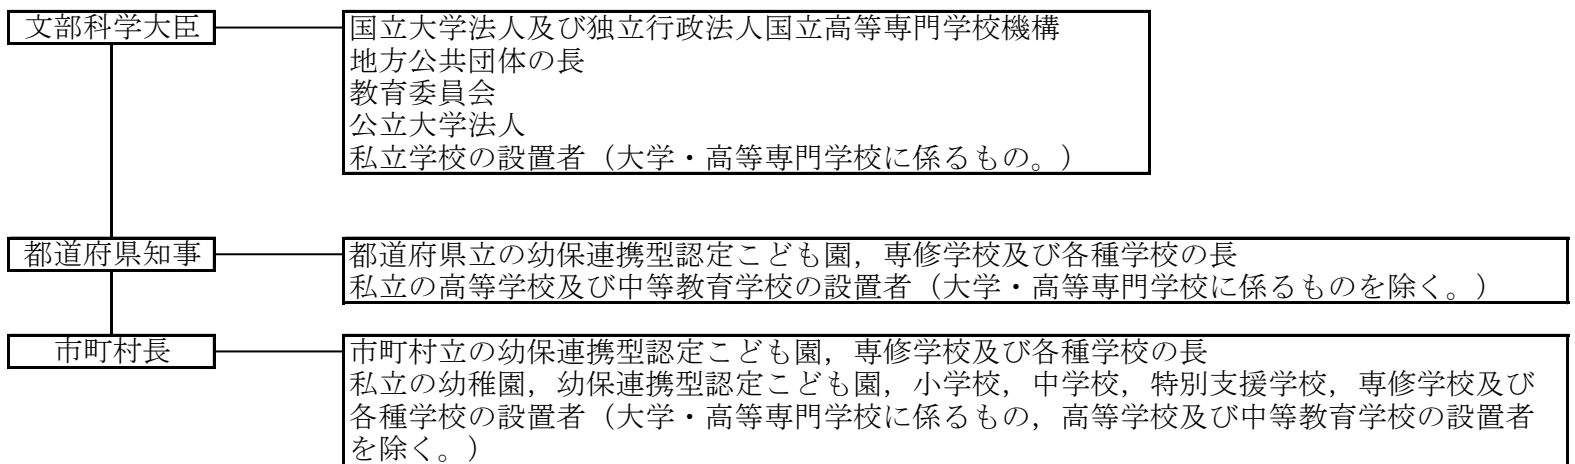 文部科学大臣
国立大学法人及び独立行政法人国立高等専門学校機構
地方公共団体の長
教育委員会
公立大学法人
私立学校の設置者（大学・高等専門学校に係るもの。）
都道府県知事
都道府県立の幼保連携型認定こども園，専修学校及び各種学校の長
私立の高等学校及び中等教育学校の設置者（大学・高等専門学校に係るものを除く。）
市町村長
市町村立の幼保連携型認定こども園，専修学校及び各種学校の長
私立の幼稚園，幼保連携型認定こども園，小学校，中学校，特別支援学校，専修学校及び
各種学校の設置者（大学・高等専門学校に係るもの，高等学校及び中等教育学校の設置者
を除く。）